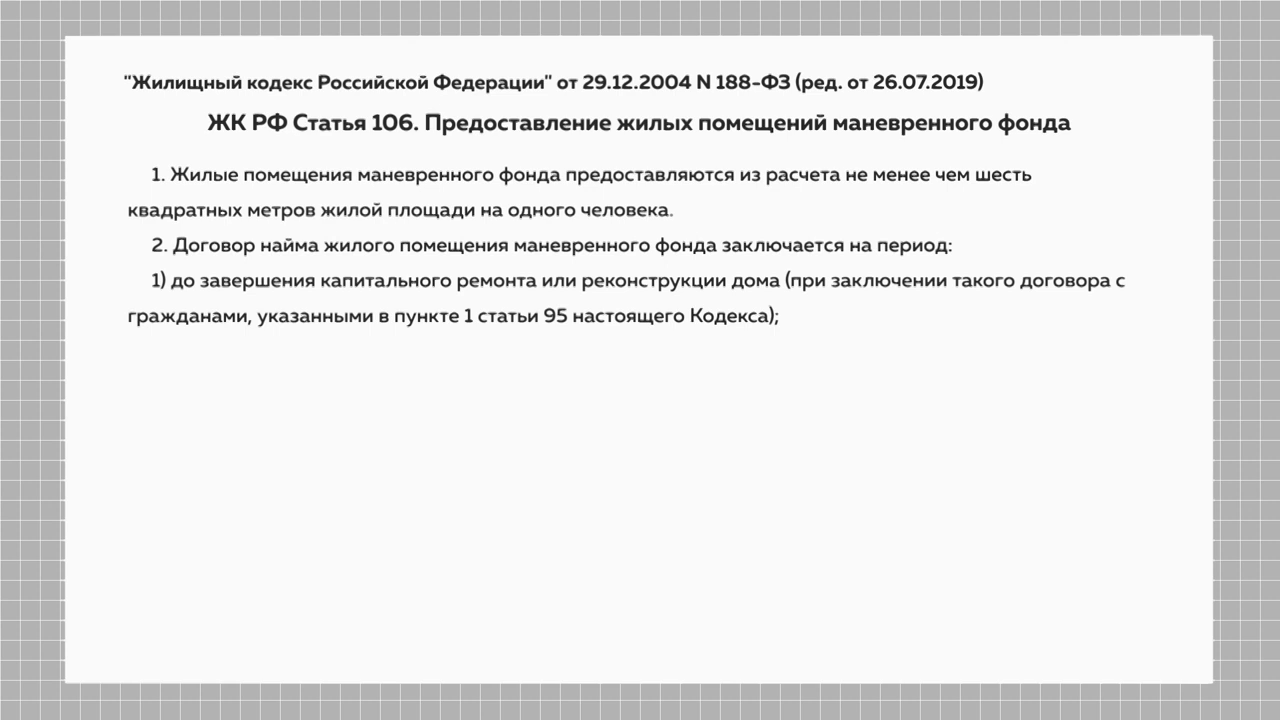 "Жилищный кодекс Российской Федерации" от 29.12.2004 N 188-ФЗ (ред. от 26.07.2019)
ЖК РФ Статья 106. Предоставление жилых помещений маневренного фонда
1. Жилые помещения маневренного фонда предоставляются из расчета не менее чем шесть
квадратных метров жилой площади на одного человека.
2. Договор найма жилого помещения маневренного фонда заключается на период:
1) до завершения капитального ремонта или реконструкции дома (при заключении такого договора с
гражданами, указанными в пункте 1 статьи 95 настоящего Кодекса);